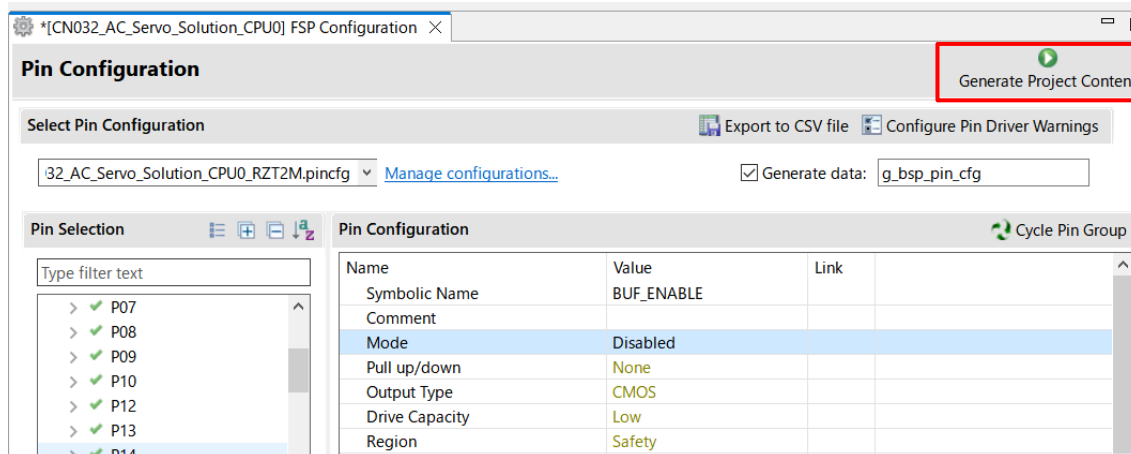 *[CN032_AC_Servo_Solution_CPU0] FSP Configuration
Pin Configuration
Generate Project Conten
Select Pin Configuration
Export to CSV file
Configure Pin Driver Warnings
32_AC_Servo_Solution_CPU0_RZT2M.pincfg
Manage configurations...
Generate data:
g_bsp_pin_cfg
Pin Selection
Type filter text
P07
P08
P09
P10
P12
P13
P14
Pin Configuration
Cycle Pin Group
Name Value Link
Symbolic Name BUF_ENABLE
Comment
Mode Disabled
Pull up/down None
Output Type CMOS
Drive Capacity Low
Region Safety